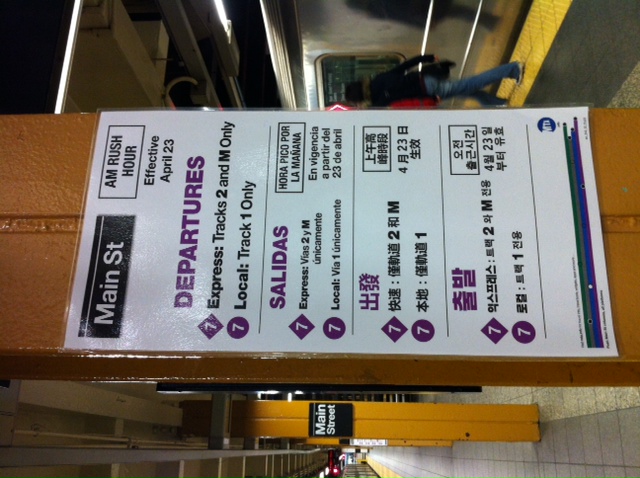 Main St
AM RUSH
HOUR
Effective
April 23
DEPARTURES
7 Express: Tracks 2 and M Only
7 Local: Track 1 Only
HORA PICO POR
LA MAÑANA
En vigencia
a partir del
23 de abril
SALIDAS
7 Express: Vías 2 y M
únicamente
7 Local: Vía 1 únicamente
上午高
峰時段
4 月 23 日
生效
出發
7 快速：僅軌道 2 和 M
7 本地：僅軌道 1
오전
출근시간
4월 23일
부터 유효
출발
7 익스프레스: 트랙 2 와 M 전용
7 로컬: 트랙 1 전용
Main
Street